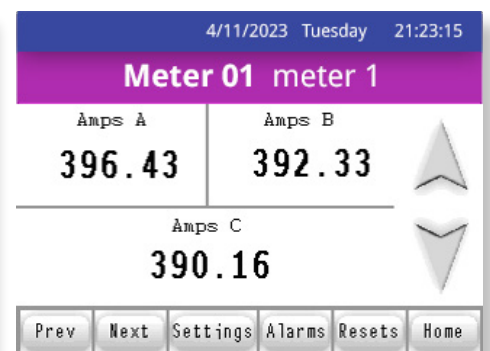 4/11/2023 Tuesday 21:23:15
Meter 01 meter 1
Amps A Amps B
396.43 392.33
Amps C
390.16
Prev Next Settings Alarms Resets Home